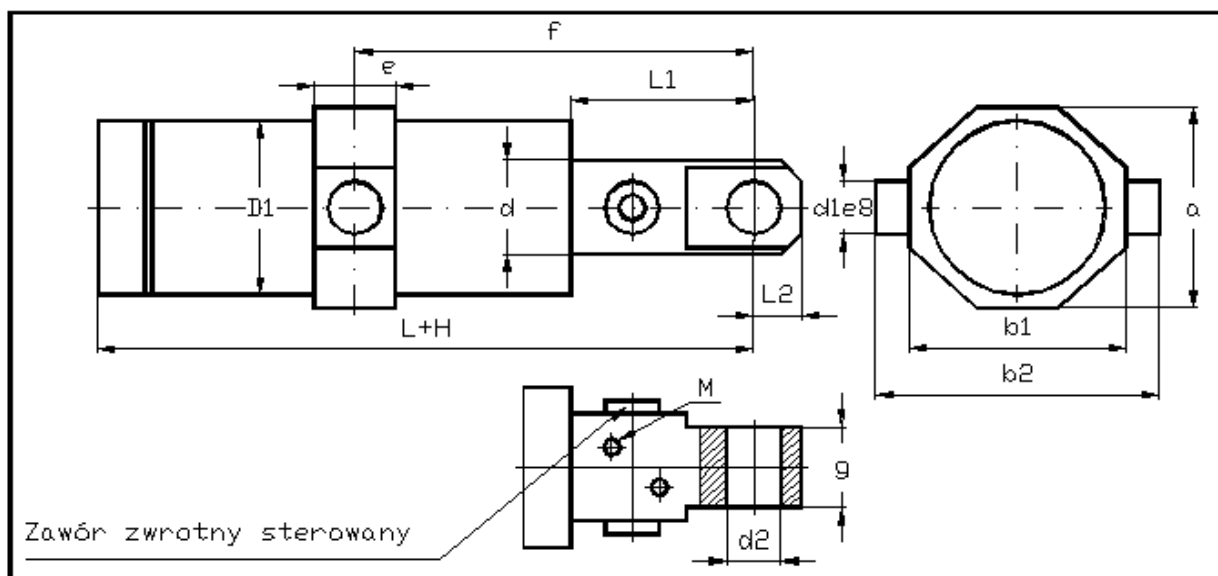 f
e
L1
D1
d
d1e8
a
L2
L+H
b1
b2
M
g
Zawór zwrotny sterowany
d2